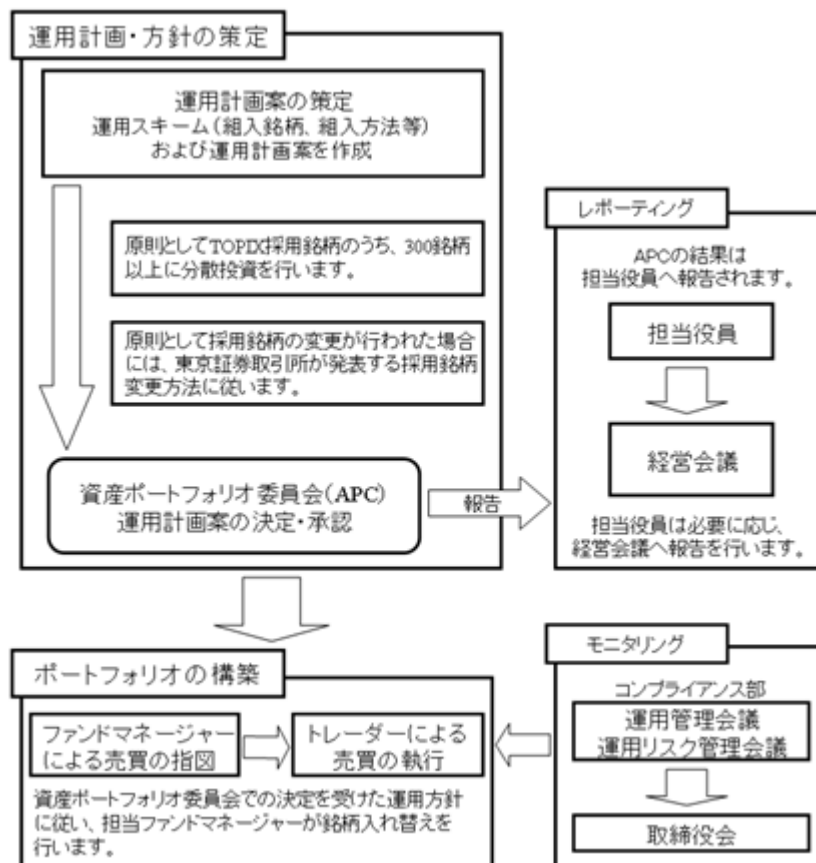 運用計画・方針の策定
運用計画案の策定
運用スキーム（組入銘柄、組入方法等）
および運用計画案を作成
原則としてTOPIX採用銘柄のうち、300銘柄
以上に分散投資を行います。
原則として採用銘柄の変更が行われた場合
には、東京証券取引所が発表する採用銘柄
変更方法に従います。
資産ポートフォリオ委員会（APC）
運用計画案の決定・承認
報告
レポーティング
APCの結果は
担当役員へ報告されます。
担当役員
経営会議
担当役員は必要に応じ、
経営会議へ報告を行います。
ポートフォリオの構築
ファンドマネージャー
による売買の指図
トレーダーによる
売買の執行
資産ポートフォリオ委員会での決定を受けた運用方針
に従い、担当ファンドマネージャーが銘柄入れ替えを
行います。
モニタリング
コンプライアンス部
運用管理会議
運用リスク管理会議
取締役会